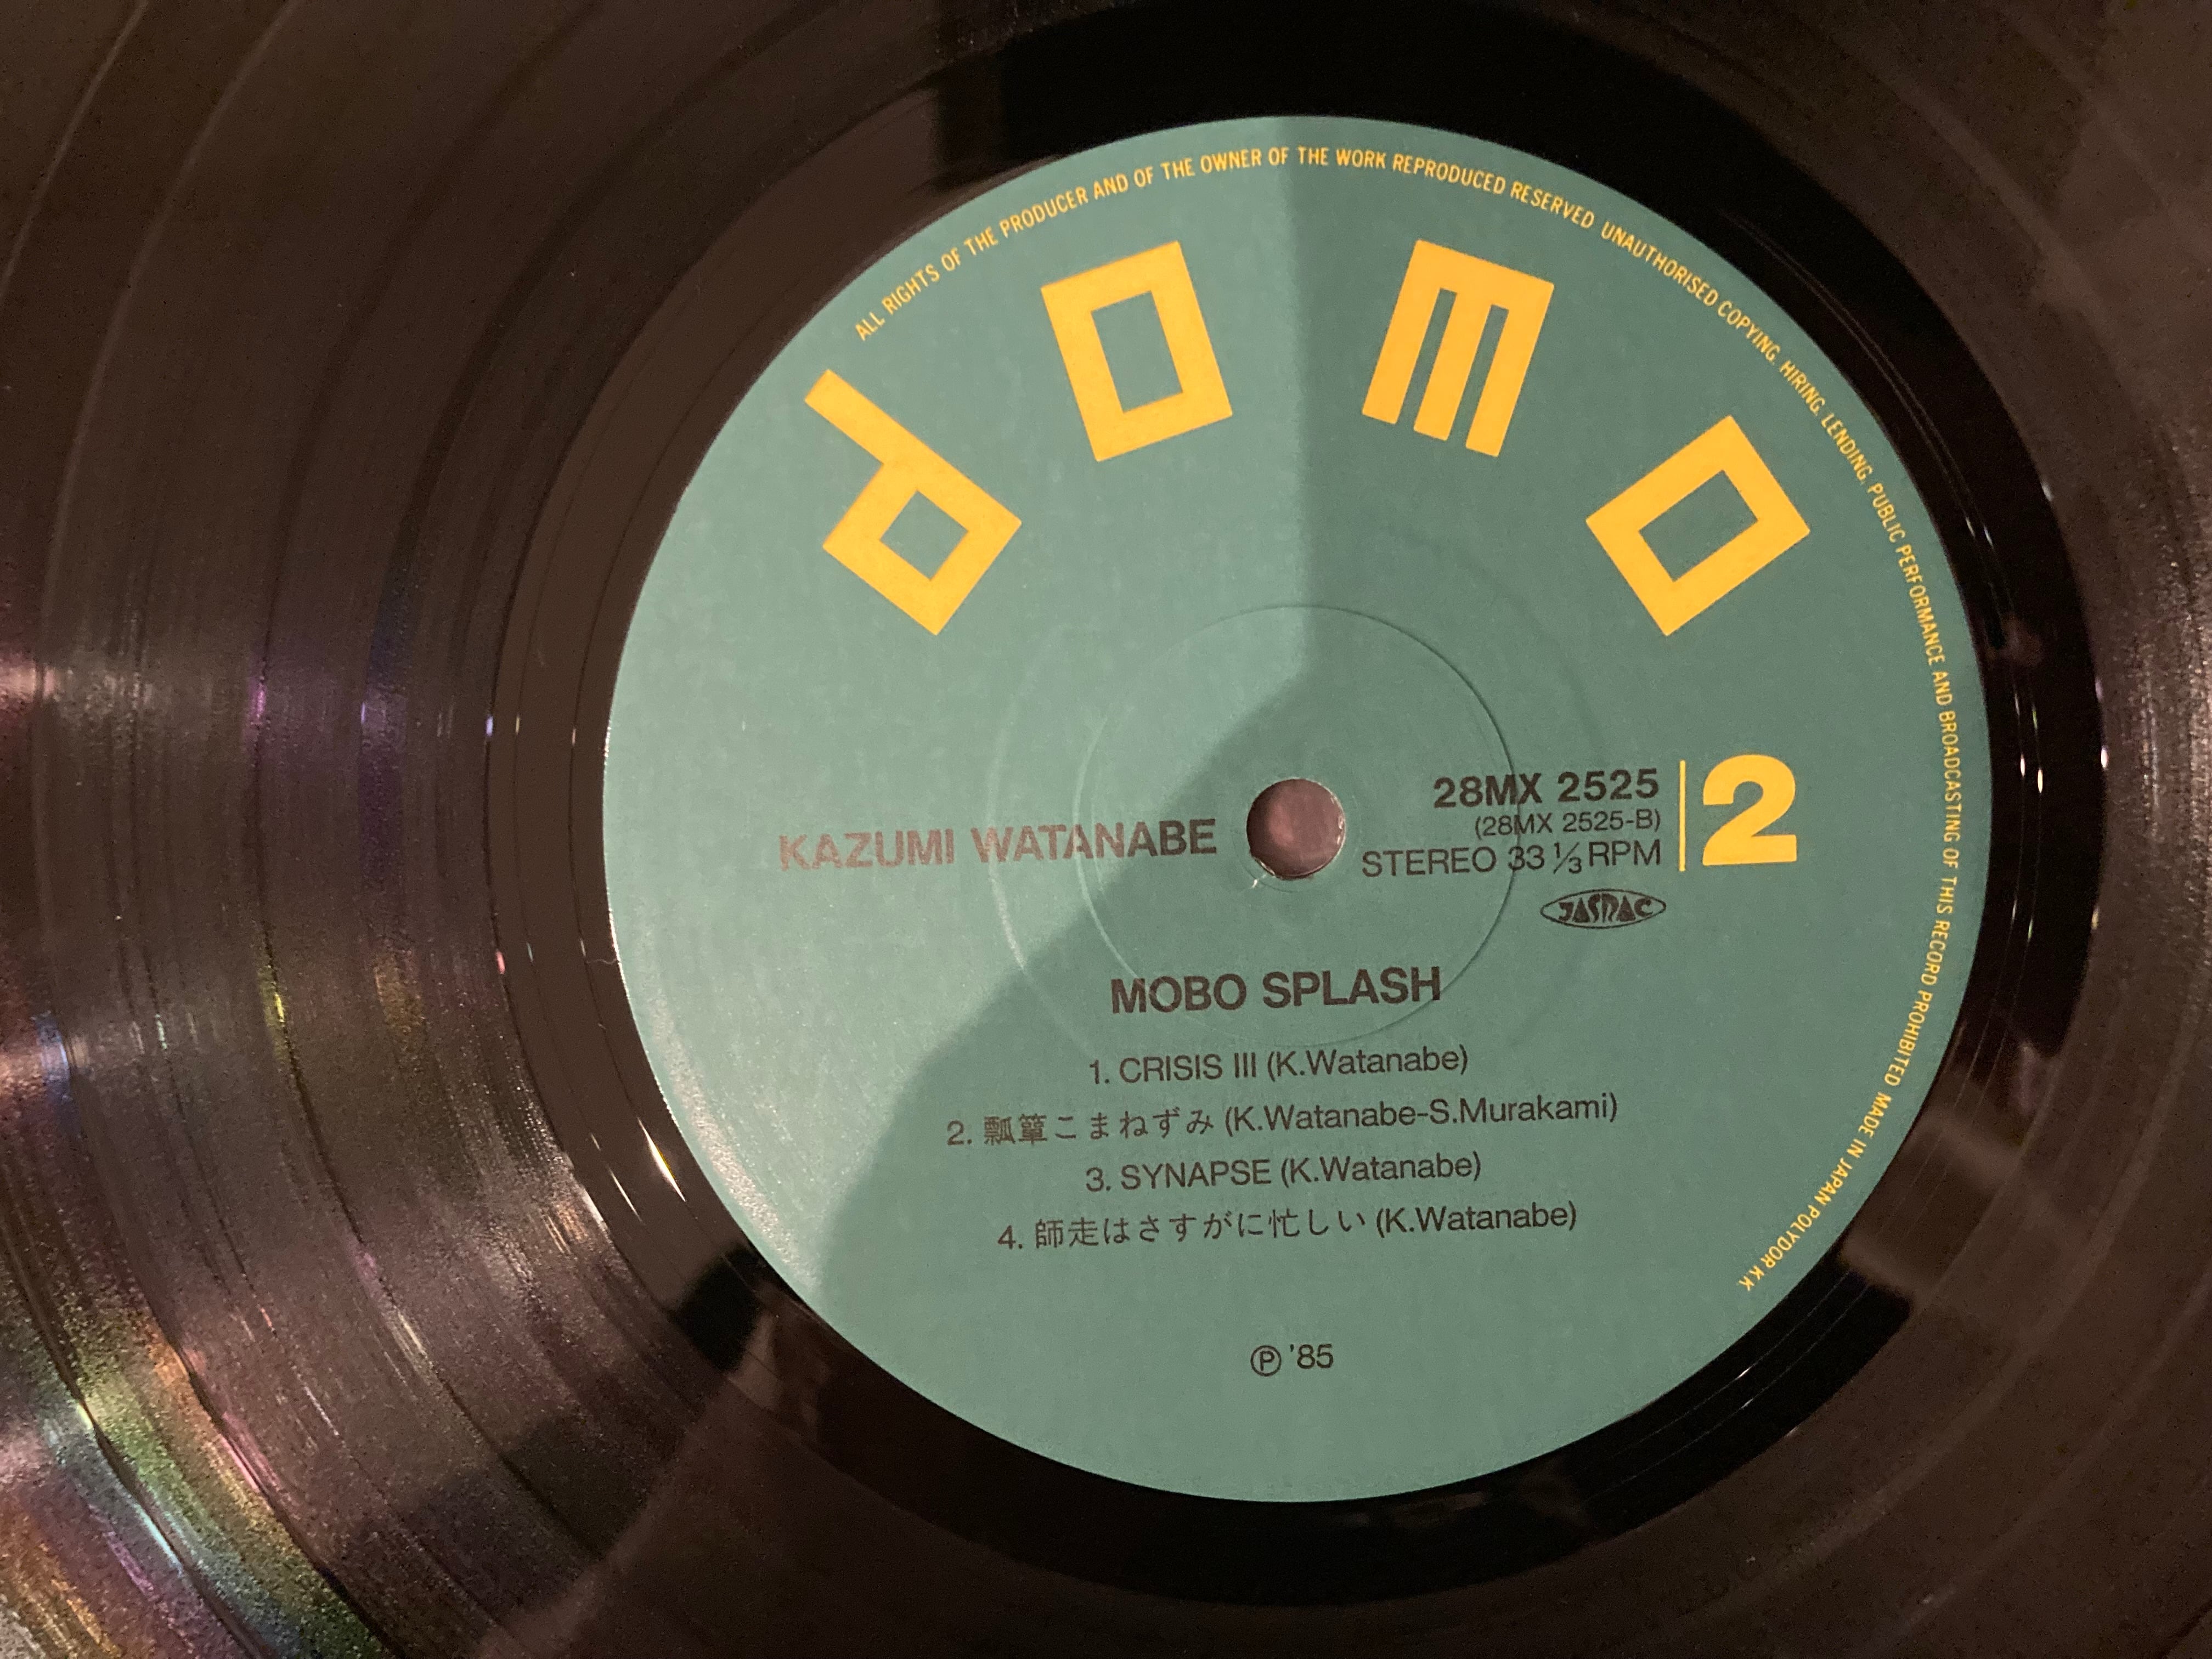 ALL RIGHTS OF THE PRODUCER AND OF THE OWNER OF THE WORK REPRODUCED RESERVED. UNAUTHORISED COPYING. HIRING. LENDING. PUBLIC PERFORMANCE AND BROADCASTING OF THIS RECORD PROHIBITED. MADE IN JAPAN POLYDOR K.K
domo
KAZUMI WATANABE
28MX 2525
(28MX 2525-B)
STEREO 33 1/3 RPM
2
JASRAC
MOBO SPLASH
1. CRISIS III (K.Watanabe)
2. 瓢簞こまねずみ (K.Watanabe-S.Murakami)
3. SYNAPSE (K.Watanabe)
4. 師走はさすがに忙しい (K.Watanabe)
Ⓟ '85